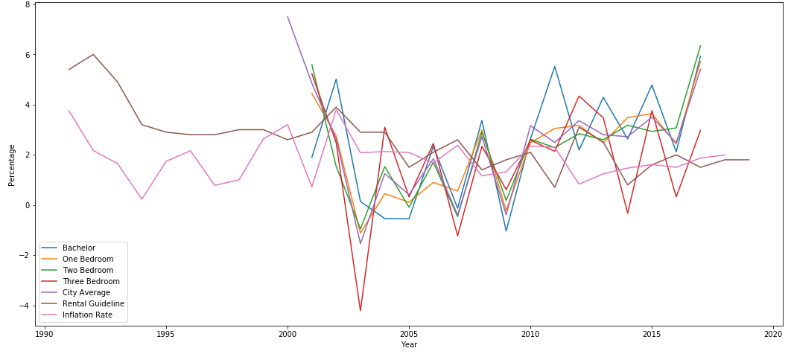 8
6
4
2
0
−2
−4
Percentage
Bachelor
One Bedroom
Two Bedroom
Three Bedroom
City Average
Rental Guideline
Inflation Rate
1990 1995 2000 2005 2010 2015 2020
Year